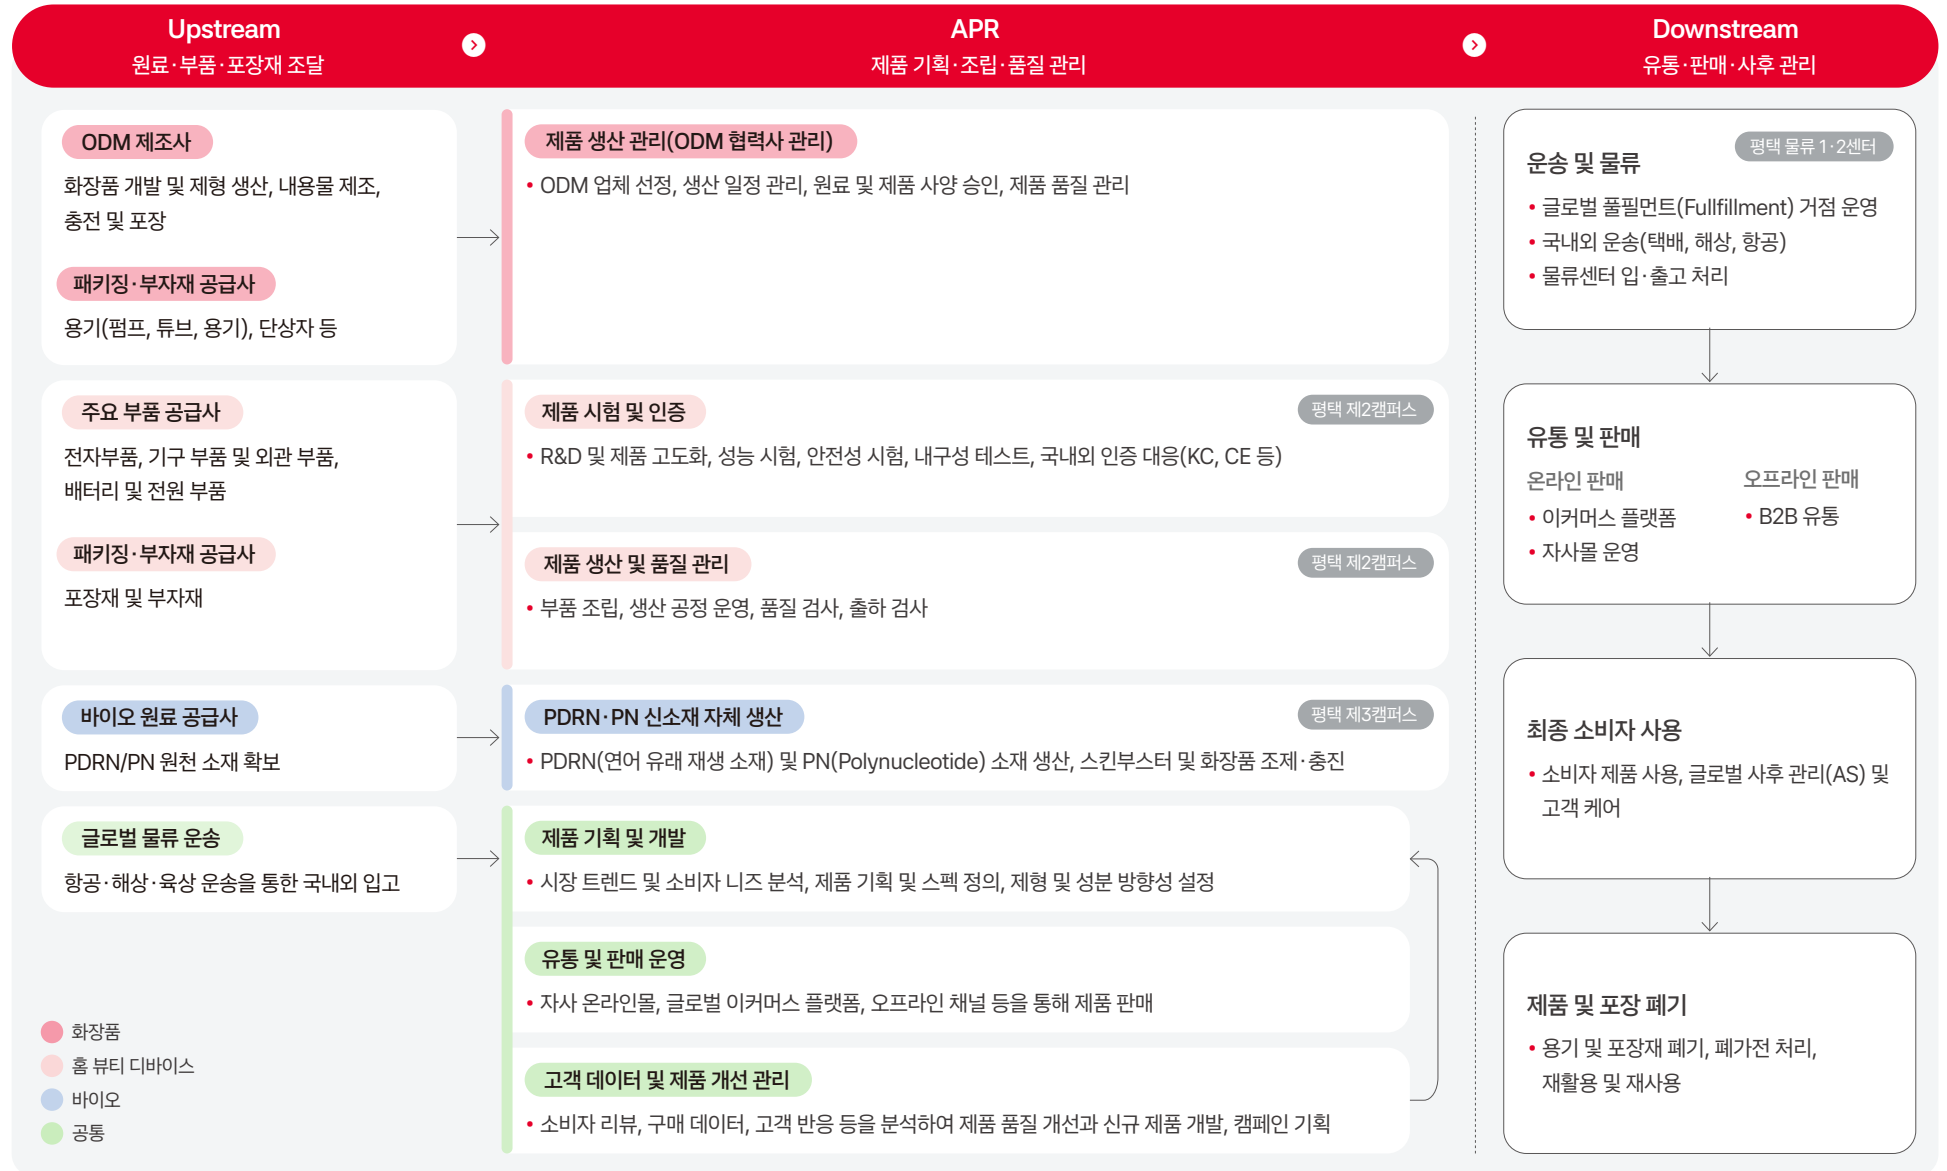 Upstream
원료·부품·포장재 조달
APR
제품 기획·조립·품질 관리
Downstream
유통·판매·사후 관리
ODM 제조사
화장품 개발 및 제형 생산, 내용물 제조,
충전 및 포장
패키징·부자재 공급사
용기(펌프, 튜브, 용기), 단상자 등
제품 생산 관리(ODM 협력사 관리)
• ODM 업체 선정, 생산 일정 관리, 원료 및 제품 사양 승인, 제품 품질 관리
주요 부품 공급사
전자부품, 기구 부품 및 외관 부품,
배터리 및 전원 부품
패키징·부자재 공급사
포장재 및 부자재
제품 시험 및 인증
평택 제2캠퍼스
• R&D 및 제품 고도화, 성능 시험, 안전성 시험, 내구성 테스트, 국내외 인증 대응(KC, CE 등)
제품 생산 및 품질 관리
평택 제2캠퍼스
• 부품 조립, 생산 공정 운영, 품질 검사, 출하 검사
바이오 원료 공급사
PDRN/PN 원천 소재 확보
PDRN·PN 신소재 자체 생산
평택 제3캠퍼스
• PDRN(연어 유래 재생 소재) 및 PN(Polynucleotide) 소재 생산, 스킨부스터 및 화장품 조제·충진
글로벌 물류 운송
항공·해상·육상 운송을 통한 국내외 입고
제품 기획 및 개발
• 시장 트렌드 및 소비자 니즈 분석, 제품 기획 및 스펙 정의, 제형 및 성분 방향성 설정
유통 및 판매 운영
• 자사 온라인몰, 글로벌 이커머스 플랫폼, 오프라인 채널 등을 통해 제품 판매
고객 데이터 및 제품 개선 관리
• 소비자 리뷰, 구매 데이터, 고객 반응 등을 분석하여 제품 품질 개선과 신규 제품 개발, 캠페인 기획
화장품
홈 뷰티 디바이스
바이오
공통
운송 및 물류
평택 물류 1·2센터
• 글로벌 풀필먼트(Fullfillment) 거점 운영
• 국내외 운송(택배, 해상, 항공)
• 물류센터 입·출고 처리
유통 및 판매
온라인 판매
• 이커머스 플랫폼
• 자사몰 운영
오프라인 판매
• B2B 유통
최종 소비자 사용
• 소비자 제품 사용, 글로벌 사후 관리(AS) 및
고객 케어
제품 및 포장 폐기
• 용기 및 포장재 폐기, 폐가전 처리,
재활용 및 재사용